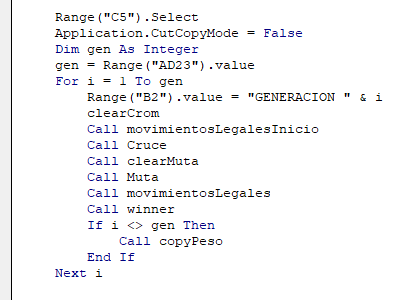 Range("C5").Select
Application.CutCopyMode = False
Dim gen As Integer
gen = Range("AD23").value
For i = 1 To gen
Range("B2").value = "GENERACION " & i
clearCrom
Call movimientosLegalesInicio
Call Cruce
Call clearMuta
Call Muta
Call movimientosLegales
Call winner
If i <> gen Then
Call copyPeso
End If
Next i